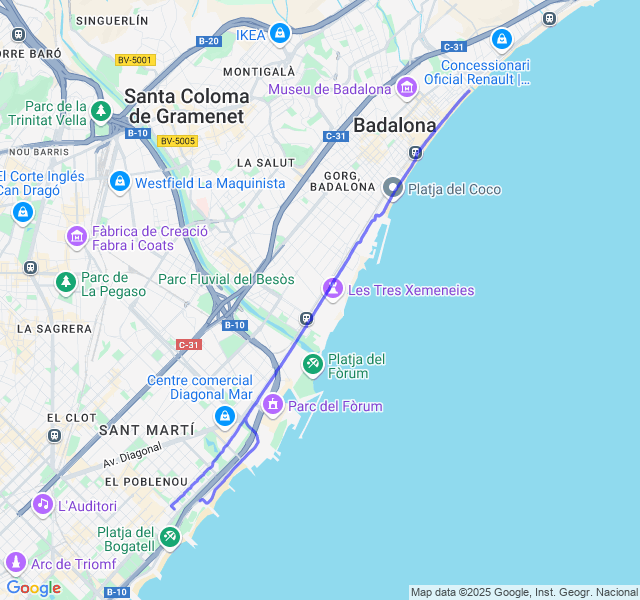 SINGUERLÍN
IKEA
B-20
C-31
ORRE BARÓ
BV-5001
MONTIGALÀ
Concessionari
Oficial Renault |...
Museu de Badalona
Parc de la
Trinitat Vella
Santa Coloma
de Gramenet
B-10
C-31
Badalona
BV-5005
NOU BARRIS
LA SALUT
El Corte Inglés
Can Dragó
Westfield La Maquinista
GORG,
BADALONA
Platja del Coco
Fàbrica de Creació
Fabra i Coats
Parc de
La Pegaso
Parc Fluvial del Besòs
Les Tres Xemeneies
LA SAGRERA
B-10
C-31
Platja del
Fòrum
Centre comercial
Diagonal Mar
Parc del Fòrum
EL CLOT
SANT MARTÍ
Av. Diagonal
EL POBLENOU
L'Auditori
Platja del
Bogatell
Arc de Triomf
B-10
Google
Map data ©2025 Google, Inst. Geogr. Nacional